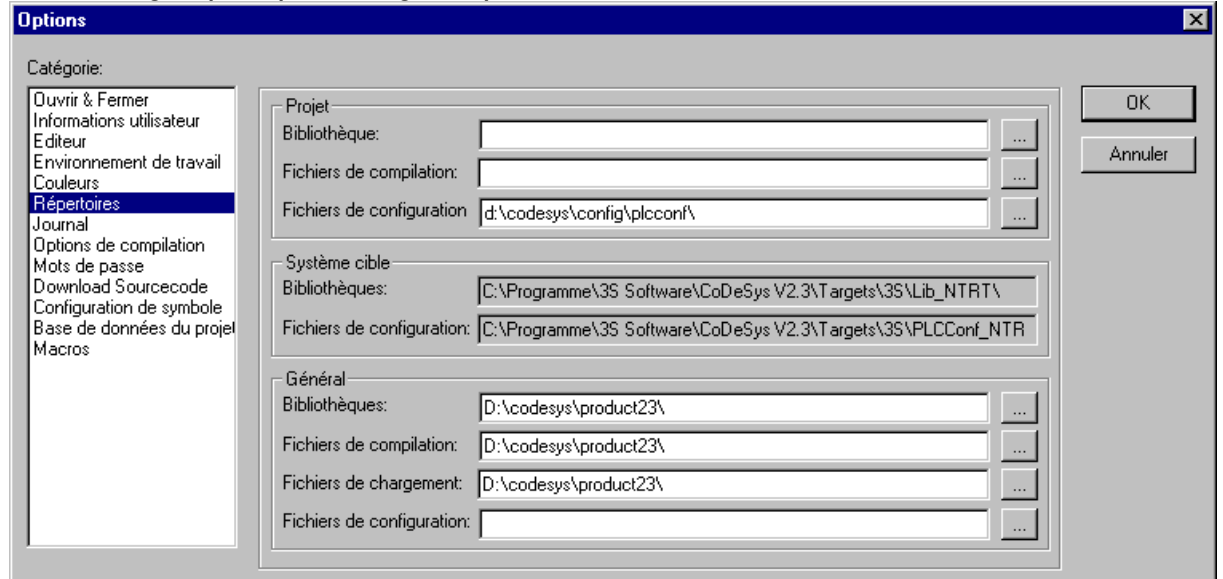 Options
Catégorie:
Ouvrir & Fermer
Informations utilisateur
Editeur
Environnement de travail
Couleurs
Répertoires
Journal
Options de compilation
Mots de passe
Download Sourcecode
Configuration de symbole
Base de données du projet
Macros
Projet
Bibliothèque:
...
Fichiers de compilation:
...
Fichiers de configuration d:\codesys\config\plcconf\ ...
Système cible
Bibliothèques: C:\Programme\3S Software\CoDeSys V2.3\Targets\3S\Lib_NTRT\
Fichiers de configuration: C:\Programme\3S Software\CoDeSys V2.3\Targets\3S\PLCConf_NTR
Général
Bibliothèques: D:\codesys\product23\ ...
Fichiers de compilation: D:\codesys\product23\ ...
Fichiers de chargement: D:\codesys\product23\ ...
Fichiers de configuration: ...
OK
Annuler